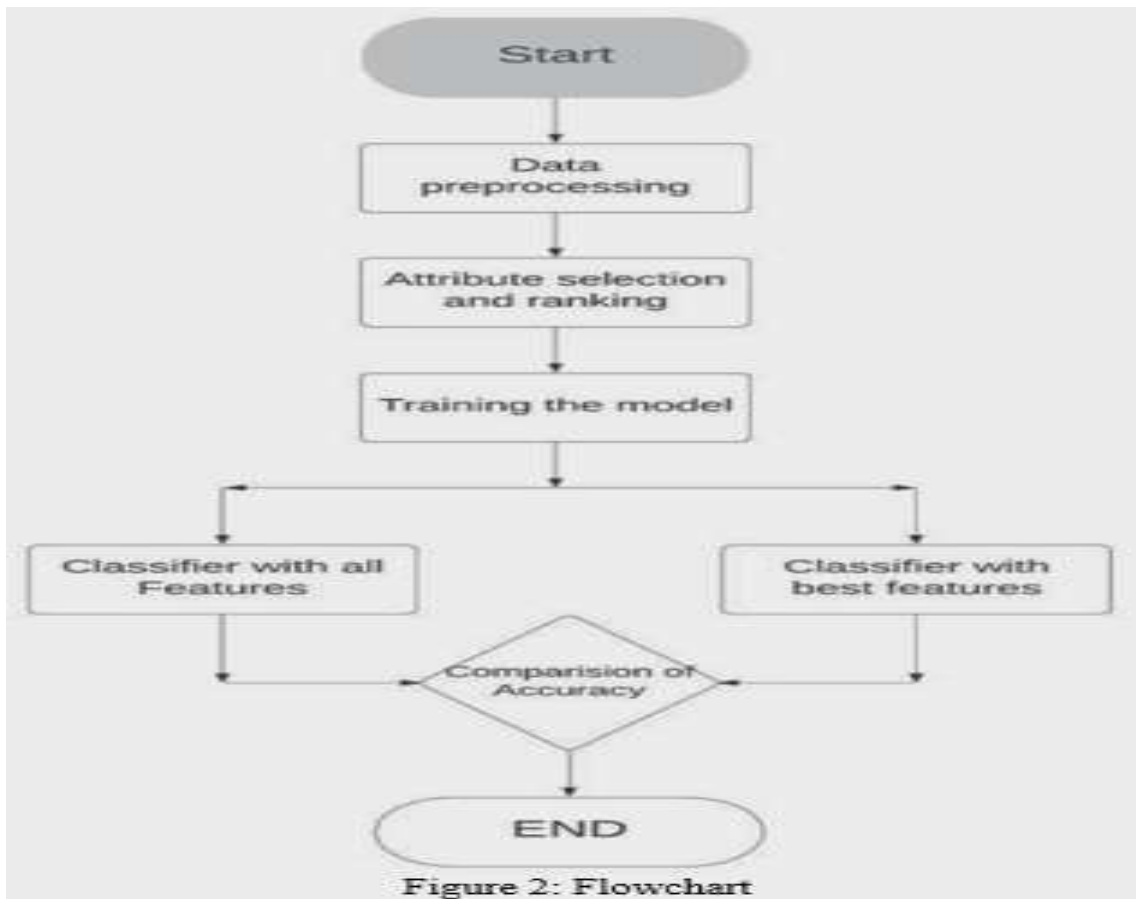 Start
Data
preprocessing
Attribute selection
and ranking
Training the model
Classifier with all
Features
Classifier with
best features
Comparision of
Accuracy
END
Figure 2: Flowchart